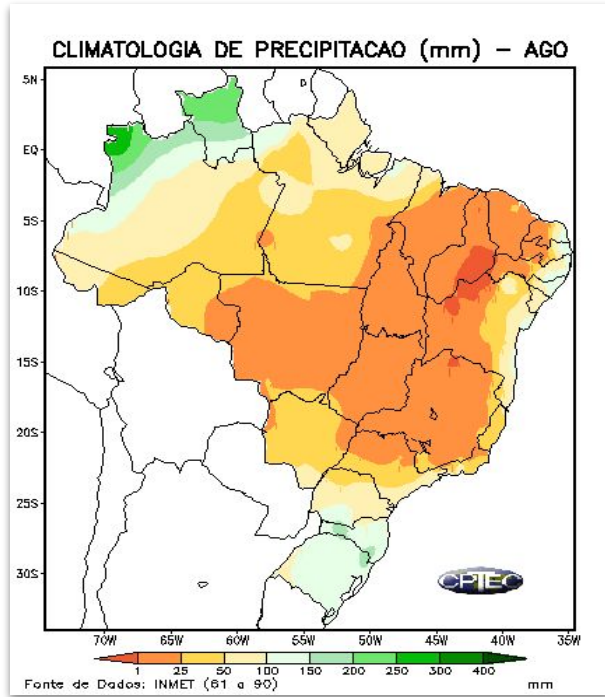 CLIMATOLOGIA DE PRECIPITACAO (mm) – AGO
5N
EQ
5S
10S
15S
20S
25S
30S
CPTEC
70W 65W 60W 55W 50W 45W 40W 35W
1 25 50 100 150 200 250 300 400
Fonte de Dados: INMET (61 a 90) mm